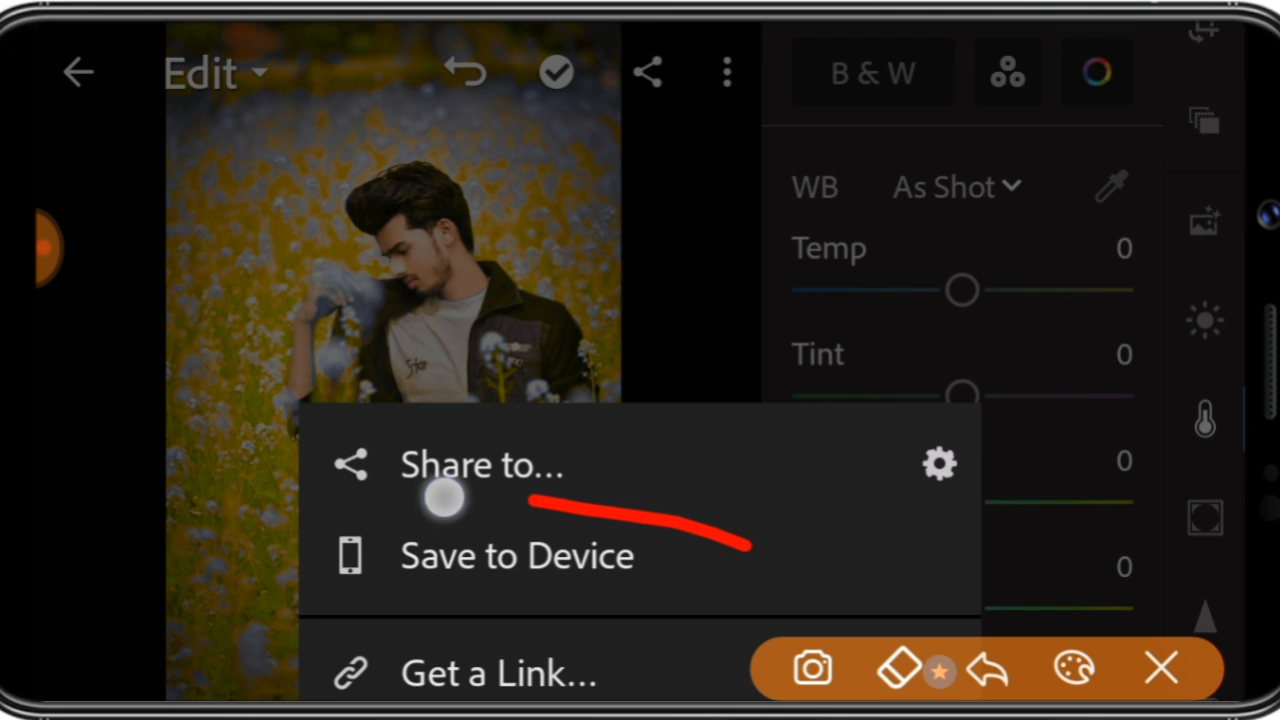 Edit
B & W
WB As Shot
Temp 0
Tint 0
0
0
Share to...
Save to Device
Get a Link...